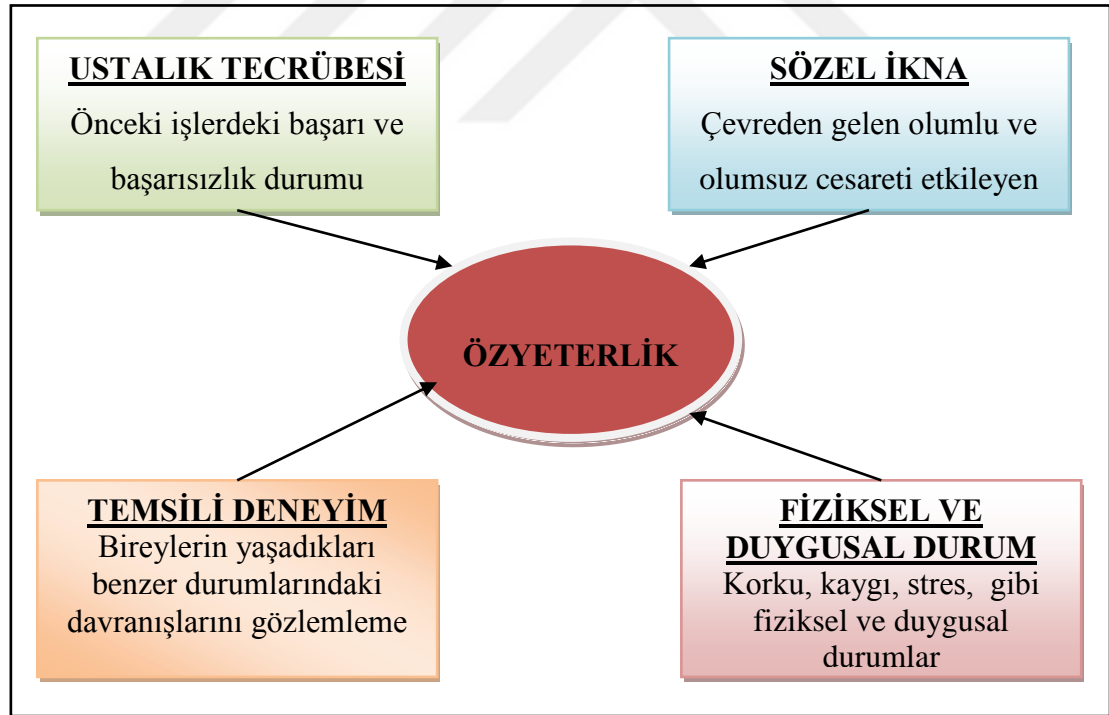 USTALIK TECRÜBESİ
Önceki işlerdeki başarı ve
başarısızlık durumu
SÖZEL İKNA
Çevreden gelen olumlu ve
olumsuz cesareti etkileyen
ÖZYETERLİK
TEMSİLİ DENEYİM
Bireylerin yaşadıkları
benzer durumlarındaki
davranışlarını gözlemleme
FİZİKSEL VE
DUYGUSAL DURUM
Korku, kaygı, stres, gibi
fiziksel ve duygusal
durumlar